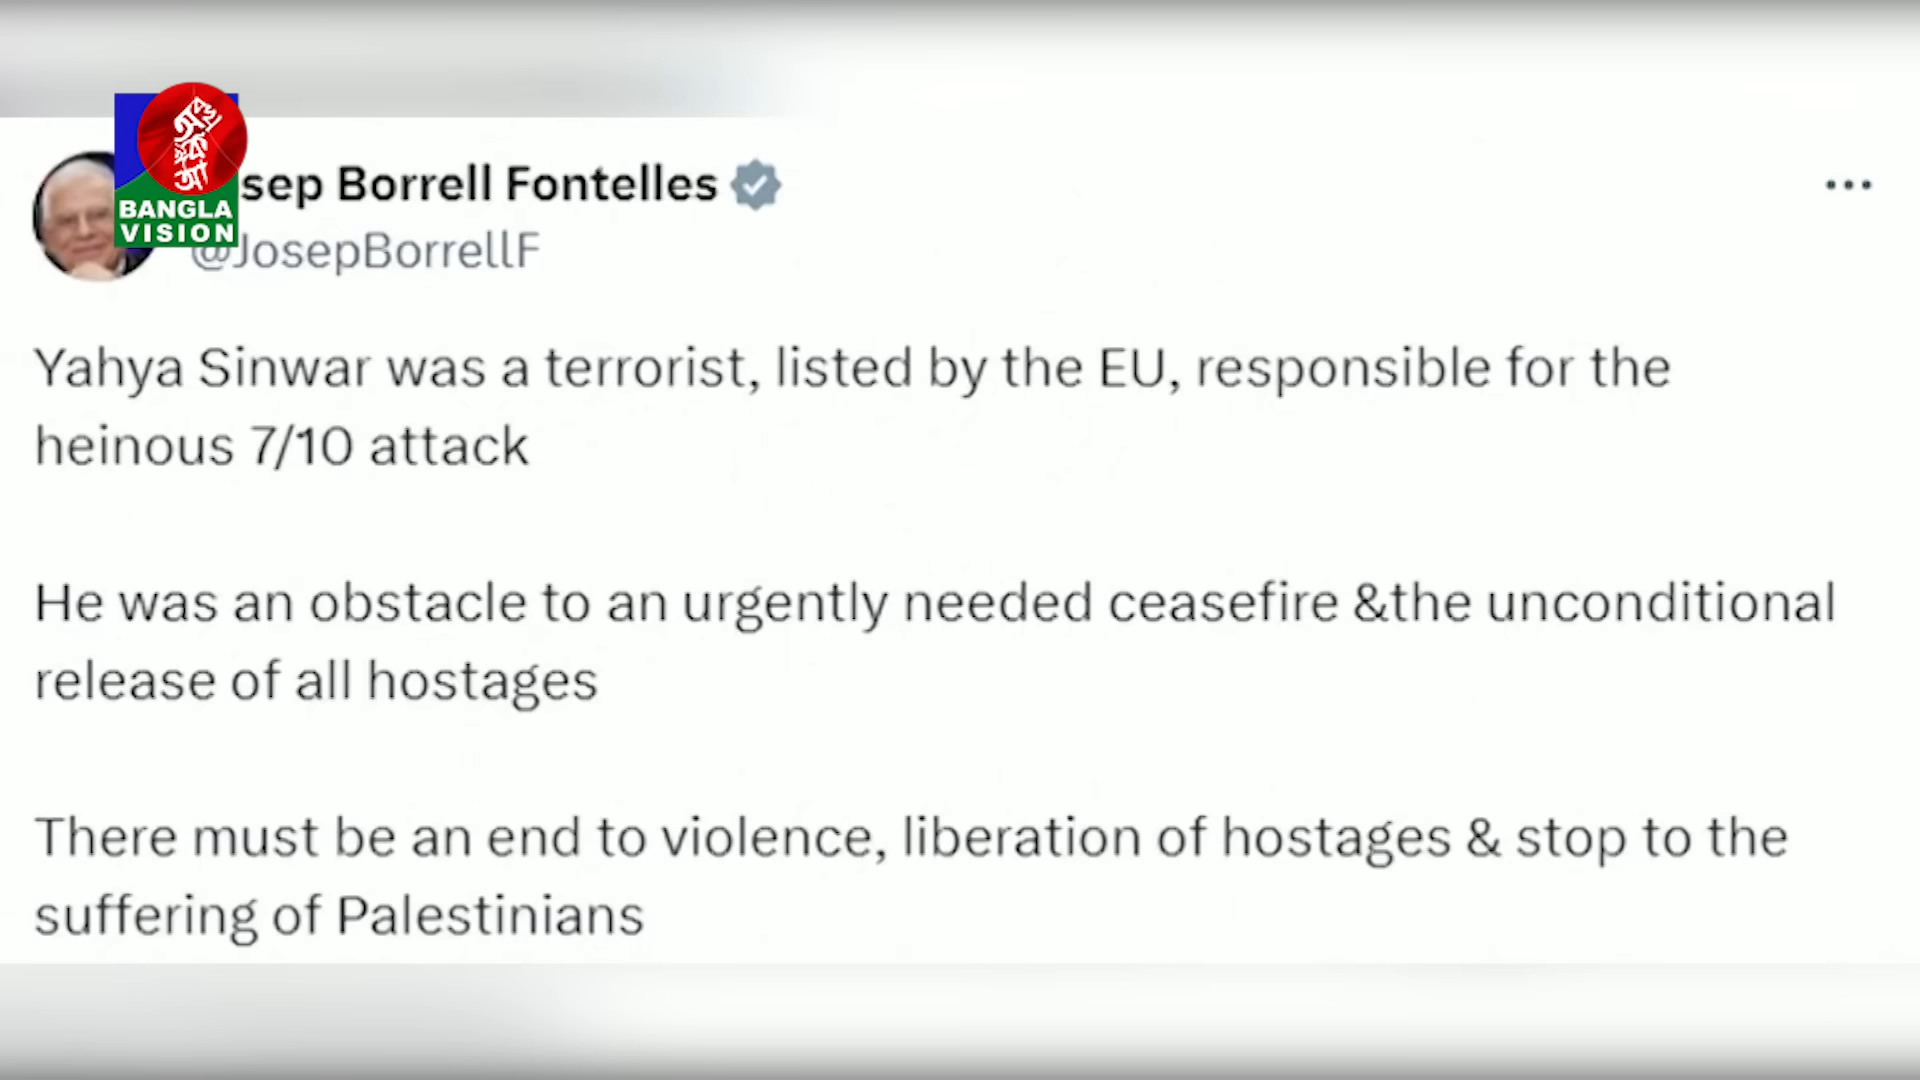 BANGLA
VISION
sep Borrell Fontelles
@JosepBorrellF
Yahya Sinwar was a terrorist, listed by the EU, responsible for the
heinous 7/10 attack
He was an obstacle to an urgently needed ceasefire &the unconditional
release of all hostages
There must be an end to violence, liberation of hostages & stop to the
suffering of Palestinians